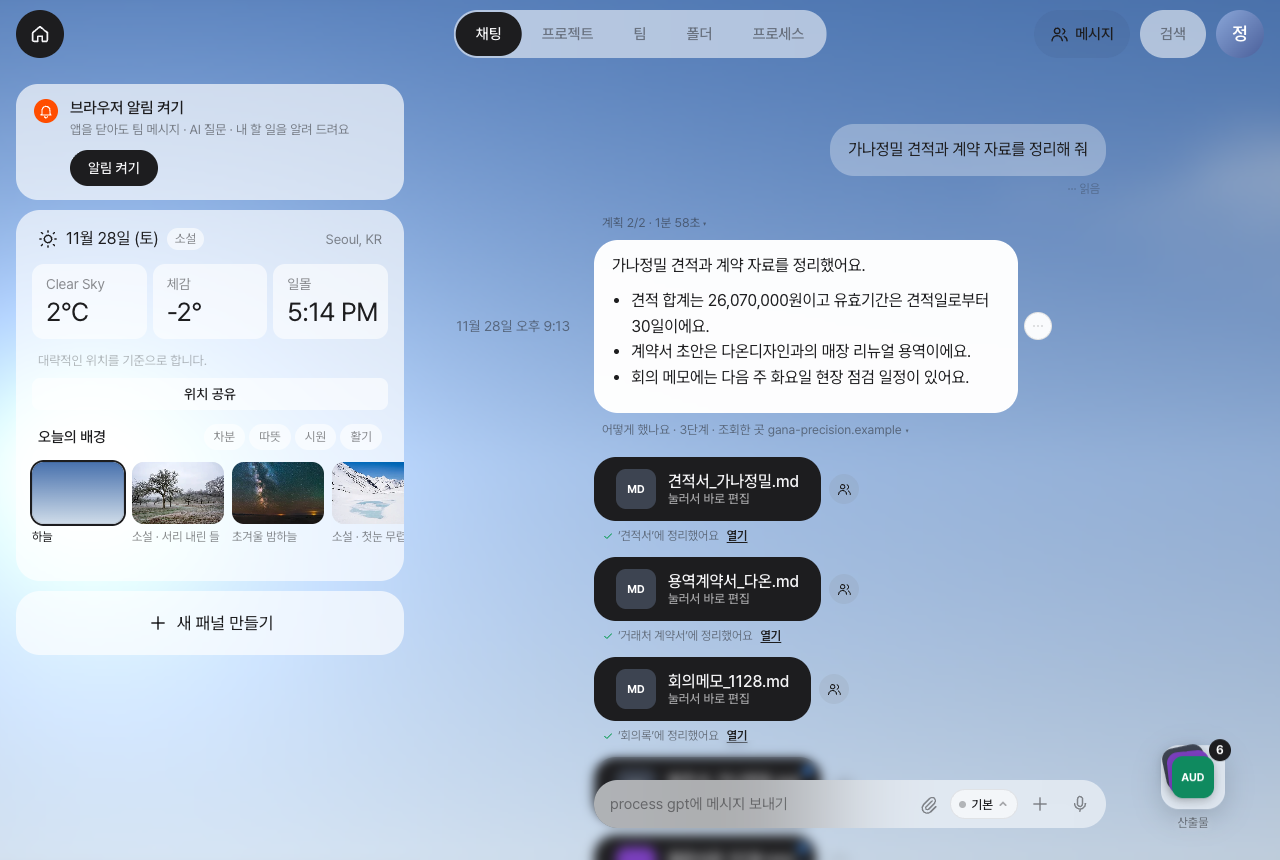 채팅
프로젝트
팀
폴더
프로세스
메시지
검색
정
브라우저 알림 켜기
앱을 닫아도 팀 메시지 · AI 질문 · 내 할 일을 알려 드려요
알림 켜기
11월 28일 (토)
소설
Seoul, KR
Clear Sky
2°C
체감
-2°
일몰
5:14 PM
대략적인 위치를 기준으로 합니다.
위치 공유
오늘의 배경
차분
따뜻
시원
활기
하늘
소설 · 서리 내린 들
초겨울 밤하늘
소설 · 첫눈 무렵
새 패널 만들기
가나정밀 견적과 계약 자료를 정리해 줘
읽음
계획 2/2 · 1분 58초
가나정밀 견적과 계약 자료를 정리했어요.
견적 합계는 26,070,000원이고 유효기간은 견적일로부터
30일이에요.
계약서 초안은 다온디자인과의 매장 리뉴얼 용역이에요.
회의 메모에는 다음 주 화요일 현장 점검 일정이 있어요.
11월 28일 오후 9:13
어떻게 했나요 · 3단계 · 조회한 곳 gana-precision.example
MD
견적서_가나정밀.md
눌러서 바로 편집
'견적서'에 정리했어요 열기
MD
용역계약서_다온.md
눌러서 바로 편집
'거래처 계약서'에 정리했어요 열기
MD
회의메모_1128.md
눌러서 바로 편집
'회의록'에 정리했어요 열기
process gpt에 메시지 보내기
기본
6
AUD
산출물